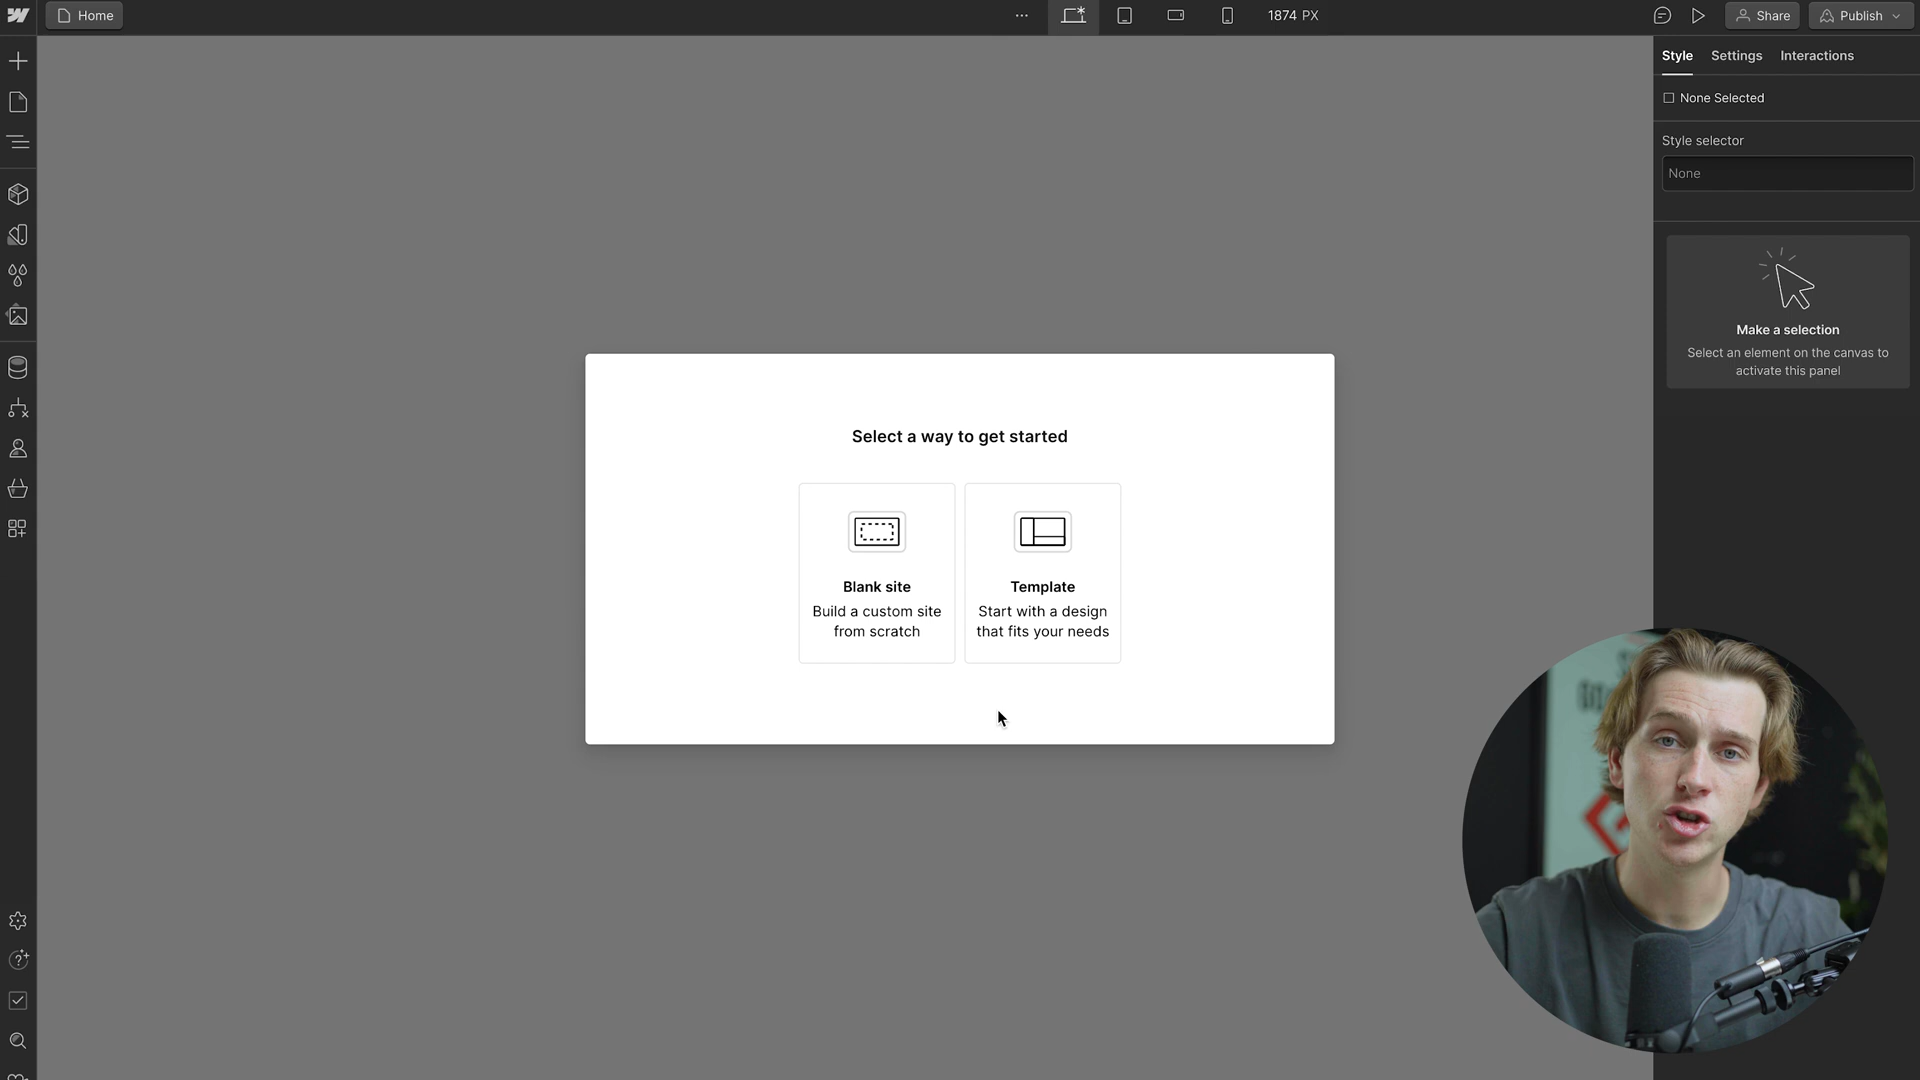 Home
1874 PX
Share
Publish
Style
Settings
Interactions
None Selected
Style selector
None
Make a selection
Select an element on the canvas to
activate this panel
Select a way to get started
Blank site
Build a custom site
from scratch
Template
Start with a design
that fits your needs